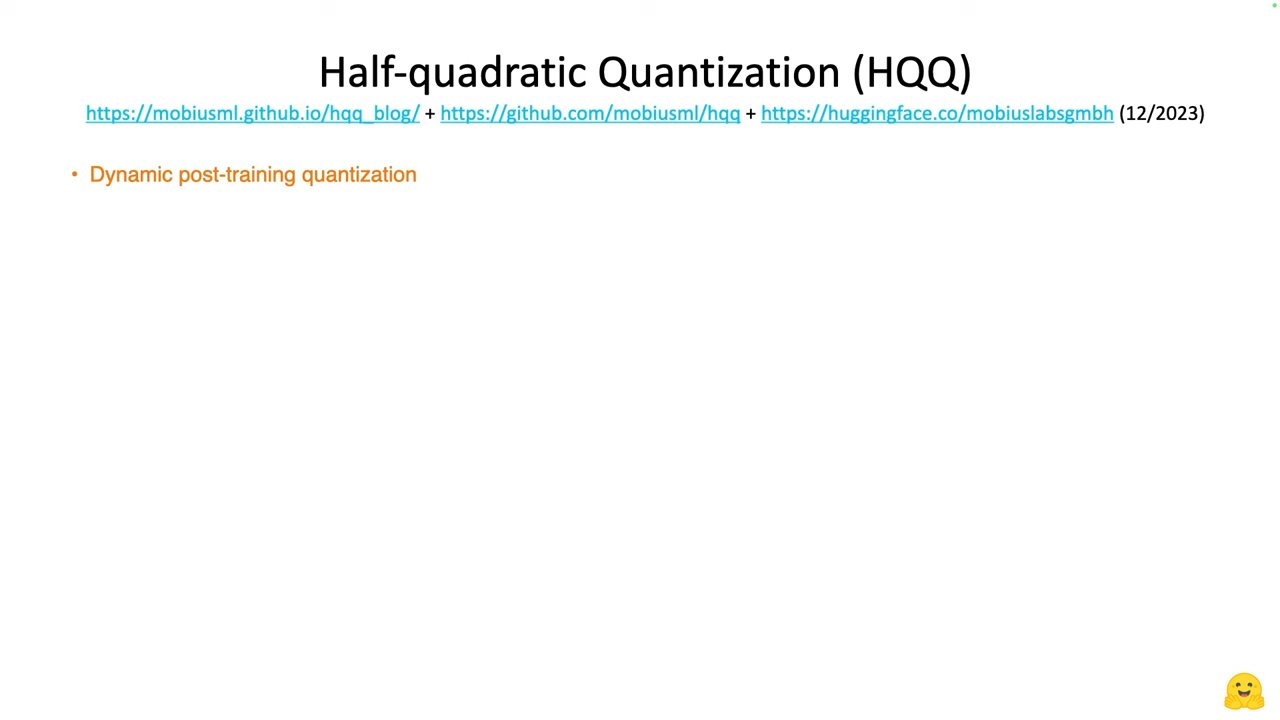 Half-quadratic Quantization (HQQ)
https://mobiusml.github.io/hqq_blog/ + https://github.com/mobiusml/hqq + https://huggingface.co/mobiuslabsgmbh (12/2023)
• Dynamic post-training quantization